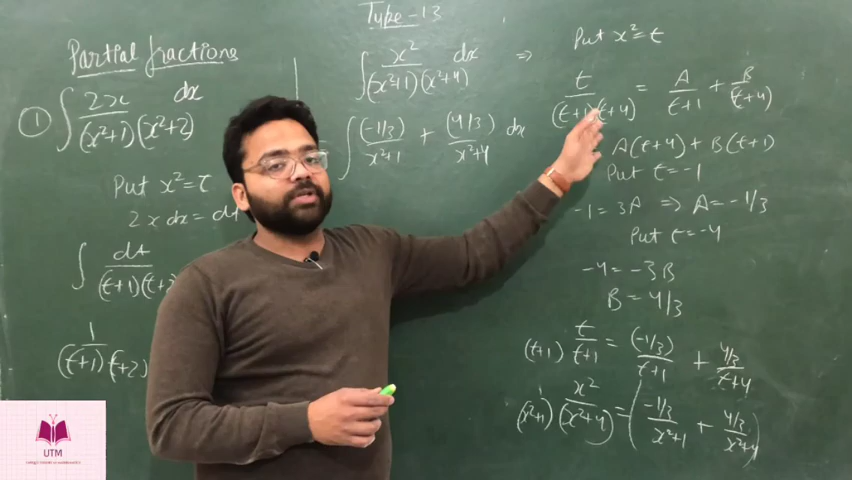 Type-13
Partial fractions
① ∫ 2x/((x²+1)(x²+2)) dx
Put x²=t
2x dx = dt
∫ dt/((t+1)(t+2
1/((t+1)(t+2)
∫ x²/((x²+1)(x²+4)) dx ⇒
∫ (-1/3)/(x²+1) + (4/3)/(x²+4) dx
Put x²=t
t/((t+1)(t+4)) = A/(t+1) + B/(t+4)
A(t+4) + B(t+1)
Put t=-1
-1 = 3A ⇒ A=-1/3
Put t=-4
-4 = -3B
B = 4/3
(t+1) t/(t+1) = (-1/3)/(t+1) + 4/3/(t+4)
1/(x²+1) x²/(x²+4) = (-1/3/(x²+1) + 4/3/(x²+4))
UTM